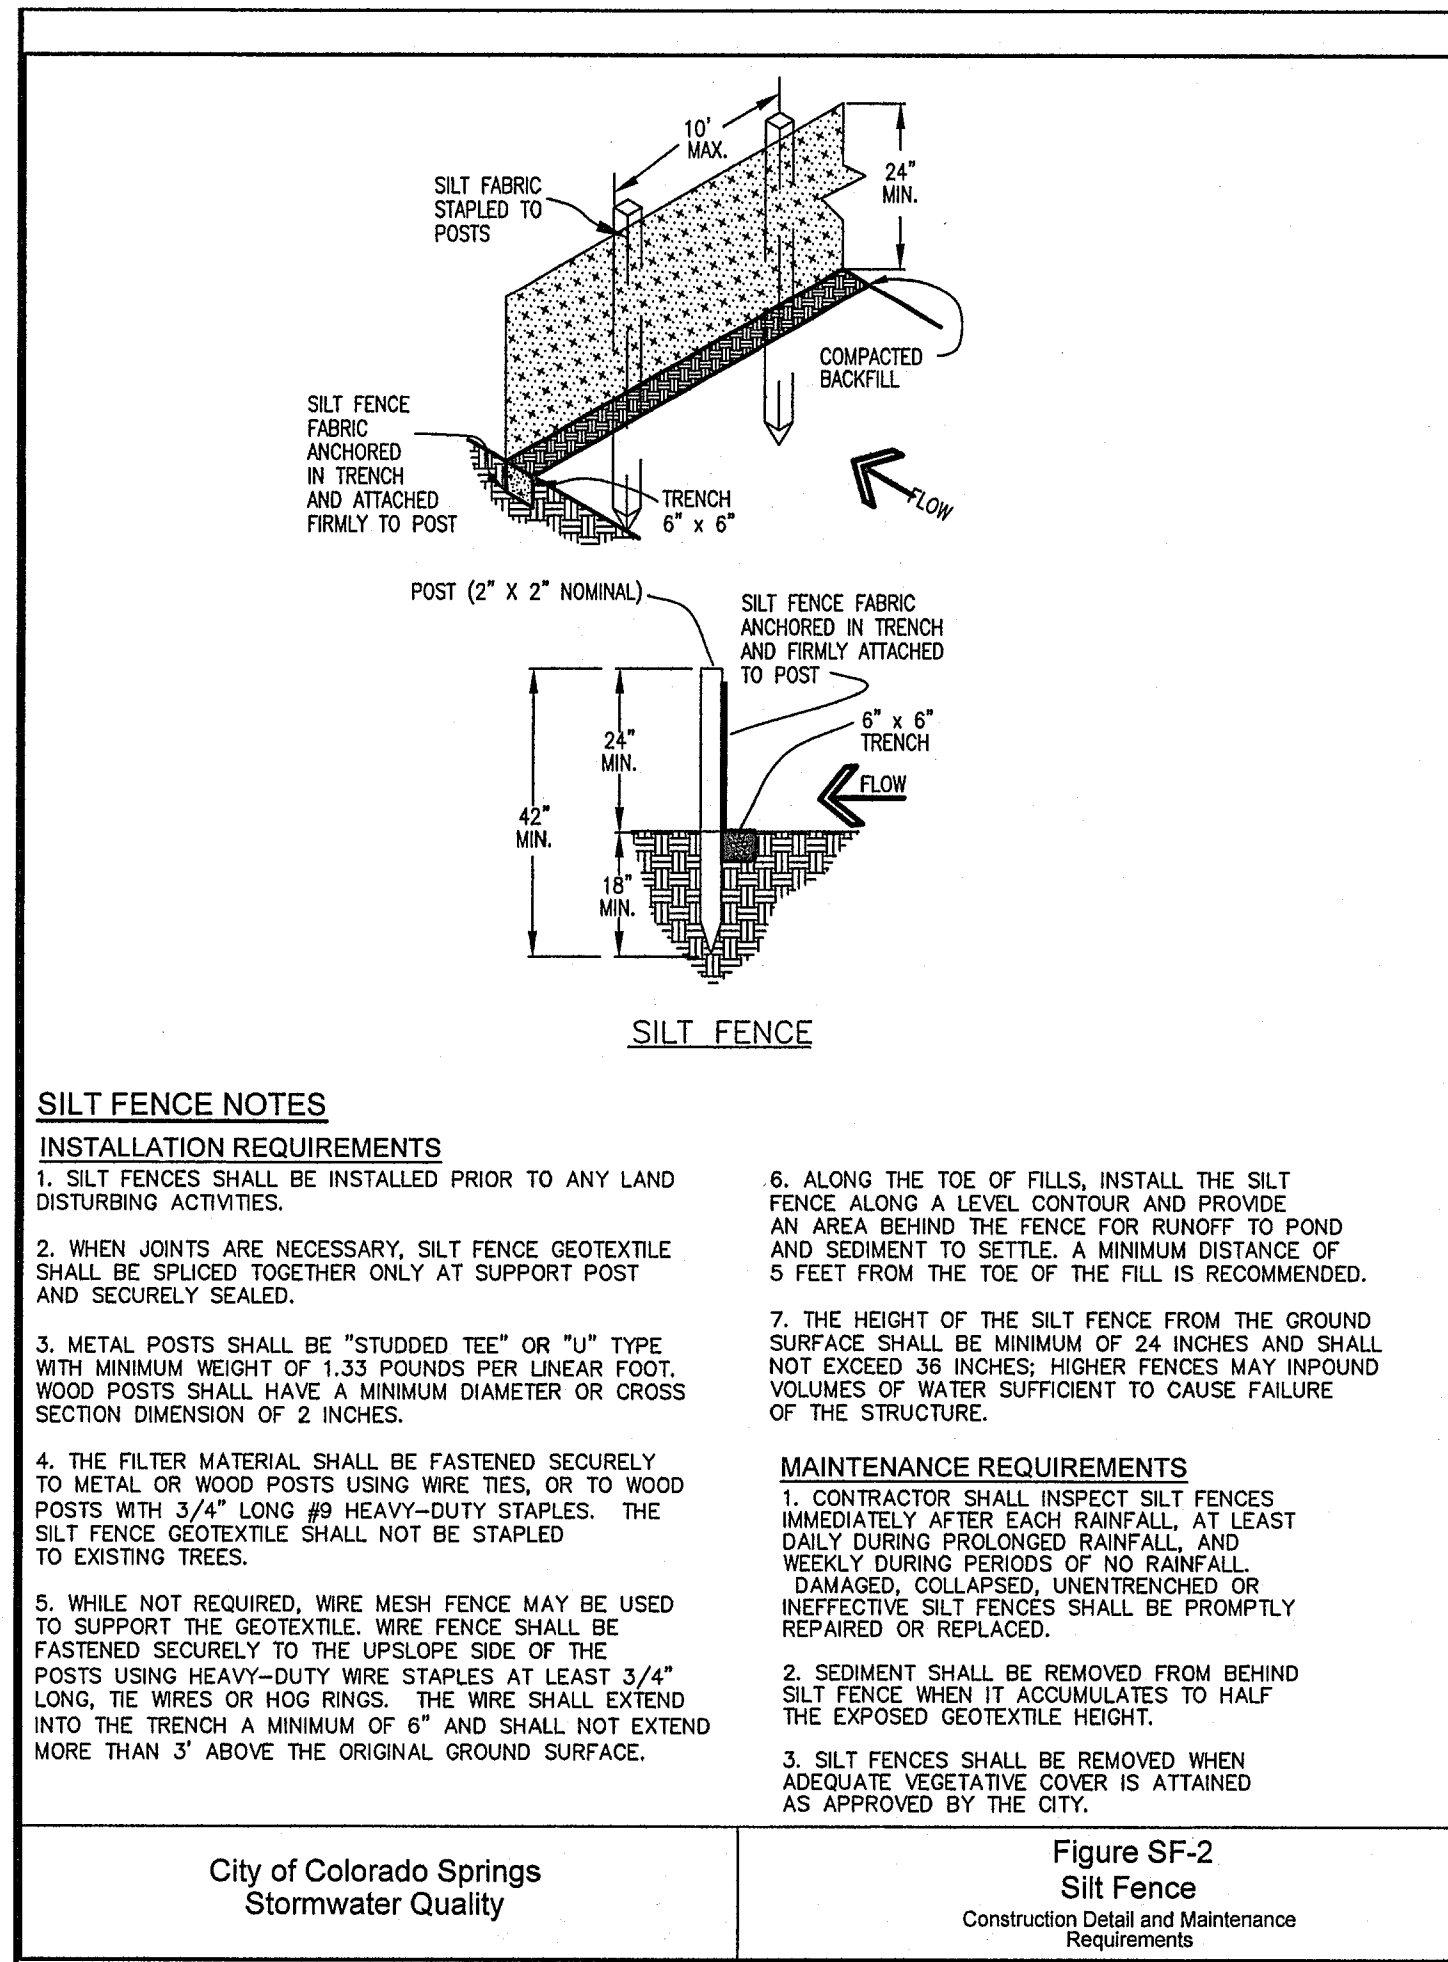 10'
MAX.
24"
MIN.
SILT FABRIC
STAPLED TO
POSTS
COMPACTED
BACKFILL
SILT FENCE
FABRIC
ANCHORED
IN TRENCH
AND ATTACHED
FIRMLY TO POST
TRENCH
6" x 6"
FLOW
POST (2" X 2" NOMINAL)
SILT FENCE FABRIC
ANCHORED IN TRENCH
AND FIRMLY ATTACHED
TO POST
6" x 6"
TRENCH
24"
MIN.
FLOW
42"
MIN.
18"
MIN.
SILT FENCE
SILT FENCE NOTES
INSTALLATION REQUIREMENTS
1. SILT FENCES SHALL BE INSTALLED PRIOR TO ANY LAND
DISTURBING ACTIVITIES.
2. WHEN JOINTS ARE NECESSARY, SILT FENCE GEOTEXTILE
SHALL BE SPLICED TOGETHER ONLY AT SUPPORT POST
AND SECURELY SEALED.
3. METAL POSTS SHALL BE "STUDDED TEE" OR "U" TYPE
WITH MINIMUM WEIGHT OF 1.33 POUNDS PER LINEAR FOOT.
WOOD POSTS SHALL HAVE A MINIMUM DIAMETER OR CROSS
SECTION DIMENSION OF 2 INCHES.
4. THE FILTER MATERIAL SHALL BE FASTENED SECURELY
TO METAL OR WOOD POSTS USING WIRE TIES, OR TO WOOD
POSTS WITH 3/4" LONG #9 HEAVY-DUTY STAPLES. THE
SILT FENCE GEOTEXTILE SHALL NOT BE STAPLED
TO EXISTING TREES.
5. WHILE NOT REQUIRED, WIRE MESH FENCE MAY BE USED
TO SUPPORT THE GEOTEXTILE. WIRE FENCE SHALL BE
FASTENED SECURELY TO THE UPSLOPE SIDE OF THE
POSTS USING HEAVY-DUTY WIRE STAPLES AT LEAST 3/4"
LONG, TIE WIRES OR HOG RINGS. THE WIRE SHALL EXTEND
INTO THE TRENCH A MINIMUM OF 6" AND SHALL NOT EXTEND
MORE THAN 3' ABOVE THE ORIGINAL GROUND SURFACE.
6. ALONG THE TOE OF FILLS, INSTALL THE SILT
FENCE ALONG A LEVEL CONTOUR AND PROVIDE
AN AREA BEHIND THE FENCE FOR RUNOFF TO POND
AND SEDIMENT TO SETTLE. A MINIMUM DISTANCE OF
5 FEET FROM THE TOE OF THE FILL IS RECOMMENDED.
7. THE HEIGHT OF THE SILT FENCE FROM THE GROUND
SURFACE SHALL BE MINIMUM OF 24 INCHES AND SHALL
NOT EXCEED 36 INCHES; HIGHER FENCES MAY INPOUND
VOLUMES OF WATER SUFFICIENT TO CAUSE FAILURE
OF THE STRUCTURE.
MAINTENANCE REQUIREMENTS
1. CONTRACTOR SHALL INSPECT SILT FENCES
IMMEDIATELY AFTER EACH RAINFALL, AT LEAST
DAILY DURING PROLONGED RAINFALL, AND
WEEKLY DURING PERIODS OF NO RAINFALL.
DAMAGED, COLLAPSED, UNENTRENCHED OR
INEFFECTIVE SILT FENCES SHALL BE PROMPTLY
REPAIRED OR REPLACED.
2. SEDIMENT SHALL BE REMOVED FROM BEHIND
SILT FENCE WHEN IT ACCUMULATES TO HALF
THE EXPOSED GEOTEXTILE HEIGHT.
3. SILT FENCES SHALL BE REMOVED WHEN
ADEQUATE VEGETATIVE COVER IS ATTAINED
AS APPROVED BY THE CITY.
City of Colorado Springs
Stormwater Quality
Figure SF-2
Silt Fence
Construction Detail and Maintenance
Requirements